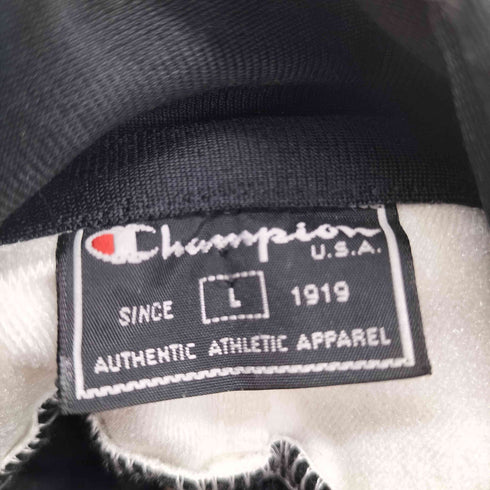 Champion
U.S.A.
SINCE L 1919
AUTHENTIC ATHLETIC APPAREL